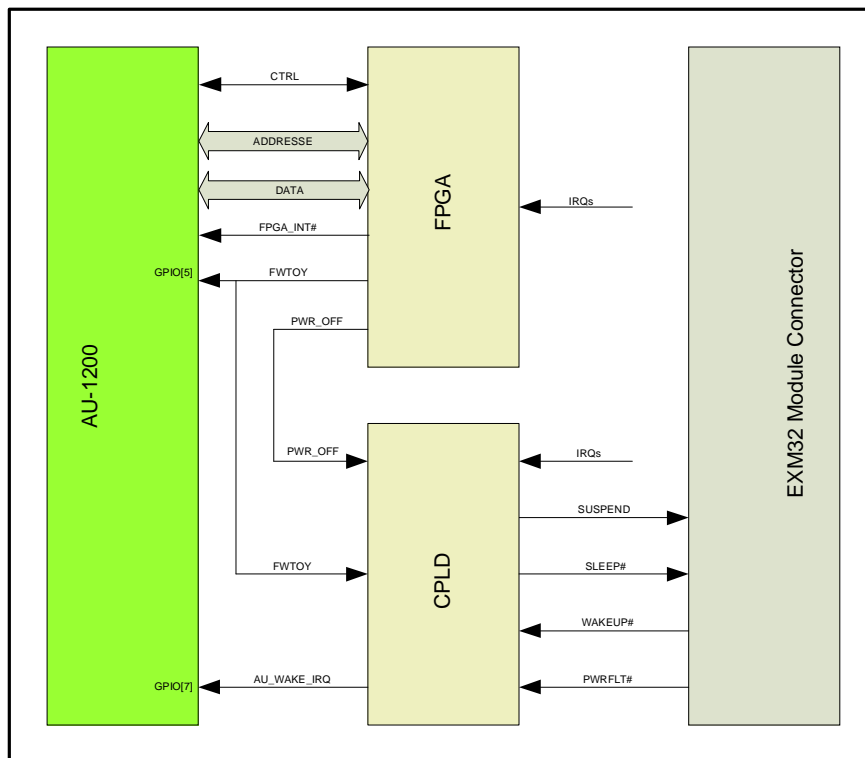 CTRL
ADDRESSE
DATA
FPGA_INT#
GPIO[5]
FWTOY
PWR_OFF
FPGA
IRQs
AU-1200
EXM32 Module Connector
PWR_OFF
IRQs
SUSPEND
FWTOY
SLEEP#
CPLD
WAKEUP#
GPIO[7]
AU_WAKE_IRQ
PWRFLT#